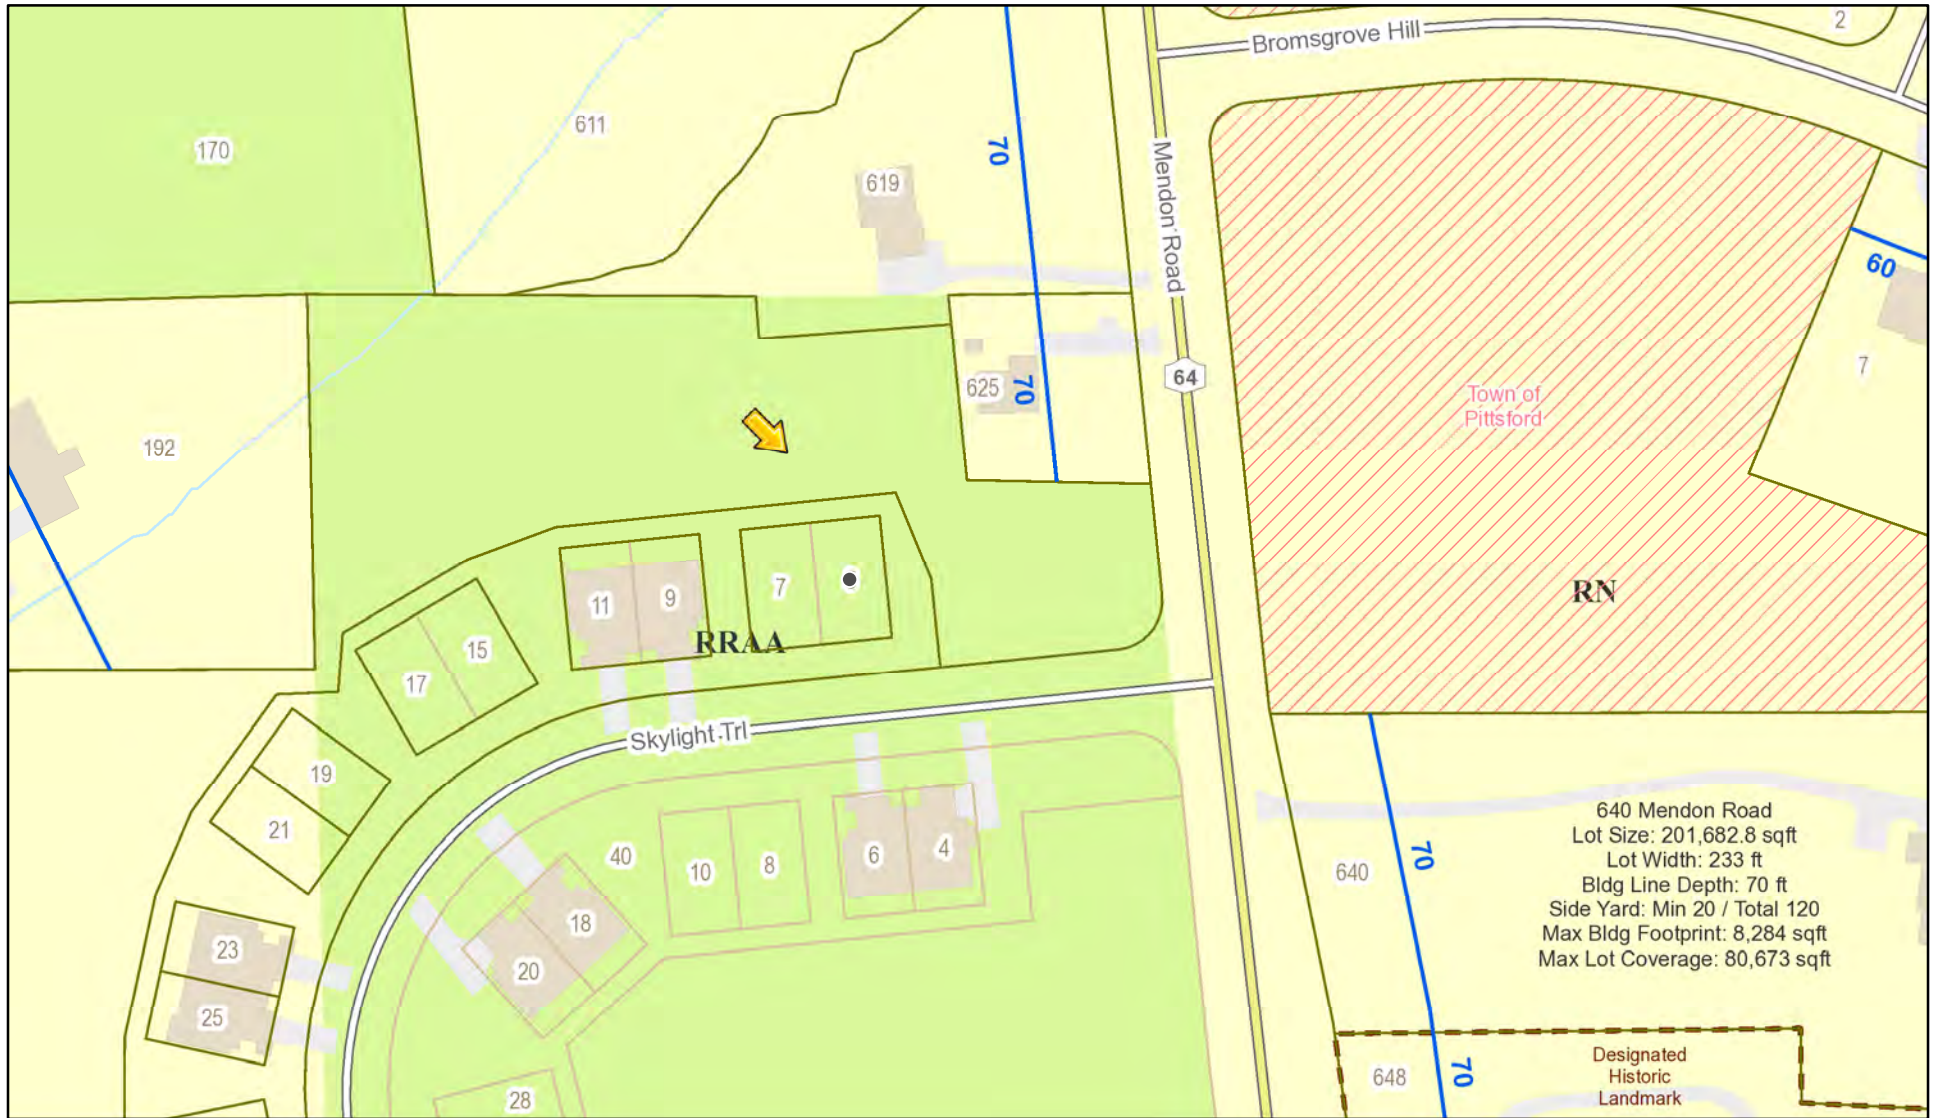 Bromsgrove Hill
2
170
611
70
Mendon Road
619
60
7
64
625
70
Town of
Pittsford
192
RN
11
9
7
RRAA
15
17
Skylight Trl
19
21
40
10
8
6
4
18
20
23
25
28
640
70
640 Mendon Road
Lot Size: 201,682.8 sqft
Lot Width: 233 ft
Bldg Line Depth: 70 ft
Side Yard: Min 20 / Total 120
Max Bldg Footprint: 8,284 sqft
Max Lot Coverage: 80,673 sqft
648
70
Designated
Historic
Landmark